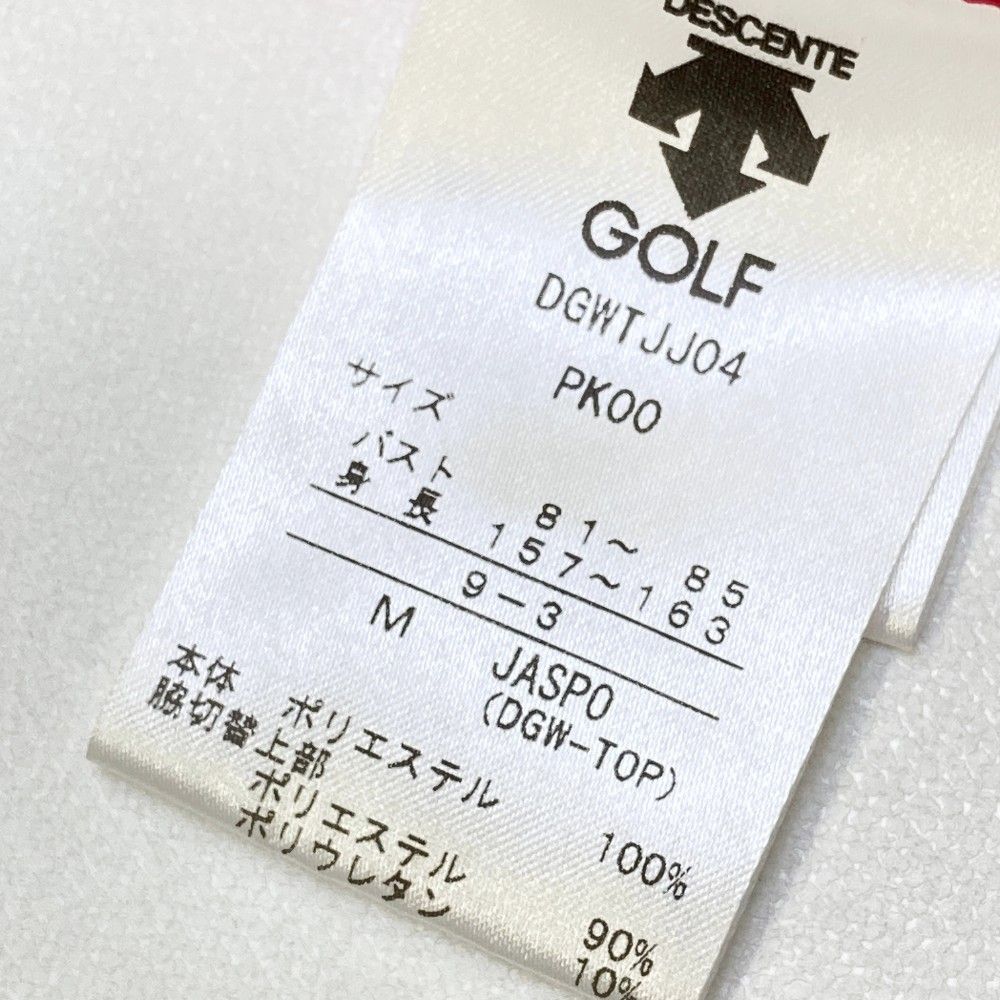 DESCENTE
GOLF
DGWTJJ04
PK00
サイズ
バスト 81～ 85
身長 157～163
9-3
M JASPO
(DGW-TOP)
本体
ポリエステル 100%
脇切替上部
ポリエステル 90%
ポリウレタン 10%